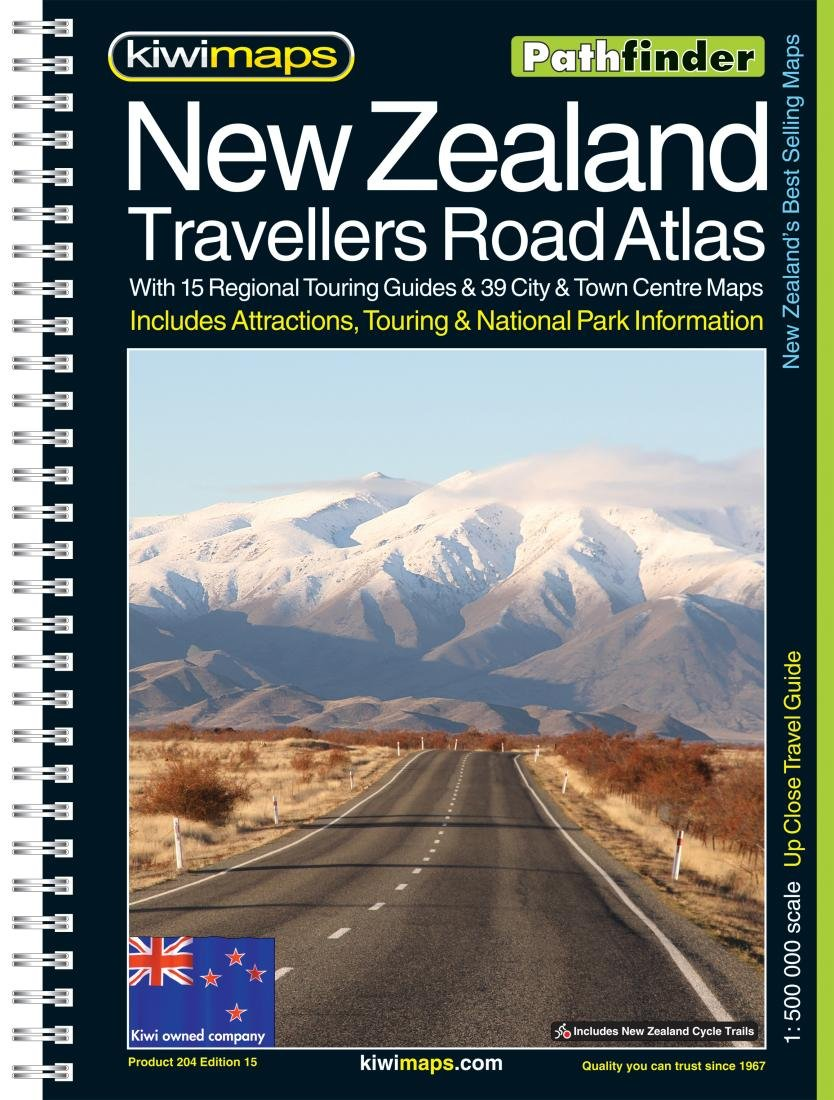 kiwimaps
Pathfinder
New Zealand
Travellers Road Atlas
With 15 Regional Touring Guides & 39 City & Town Centre Maps
Includes Attractions, Touring & National Park Information
New Zealand's Best Selling Maps
1: 500 000 scale Up Close Travel Guide
Kiwi owned company
Includes New Zealand Cycle Trails
Product 204 Edition 15
kiwimaps.com
Quality you can trust since 1967